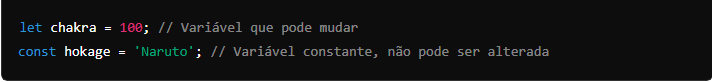 let chakra = 100; // Variável que pode mudar
const hokage = 'Naruto'; // Variável constante, não pode ser alterada